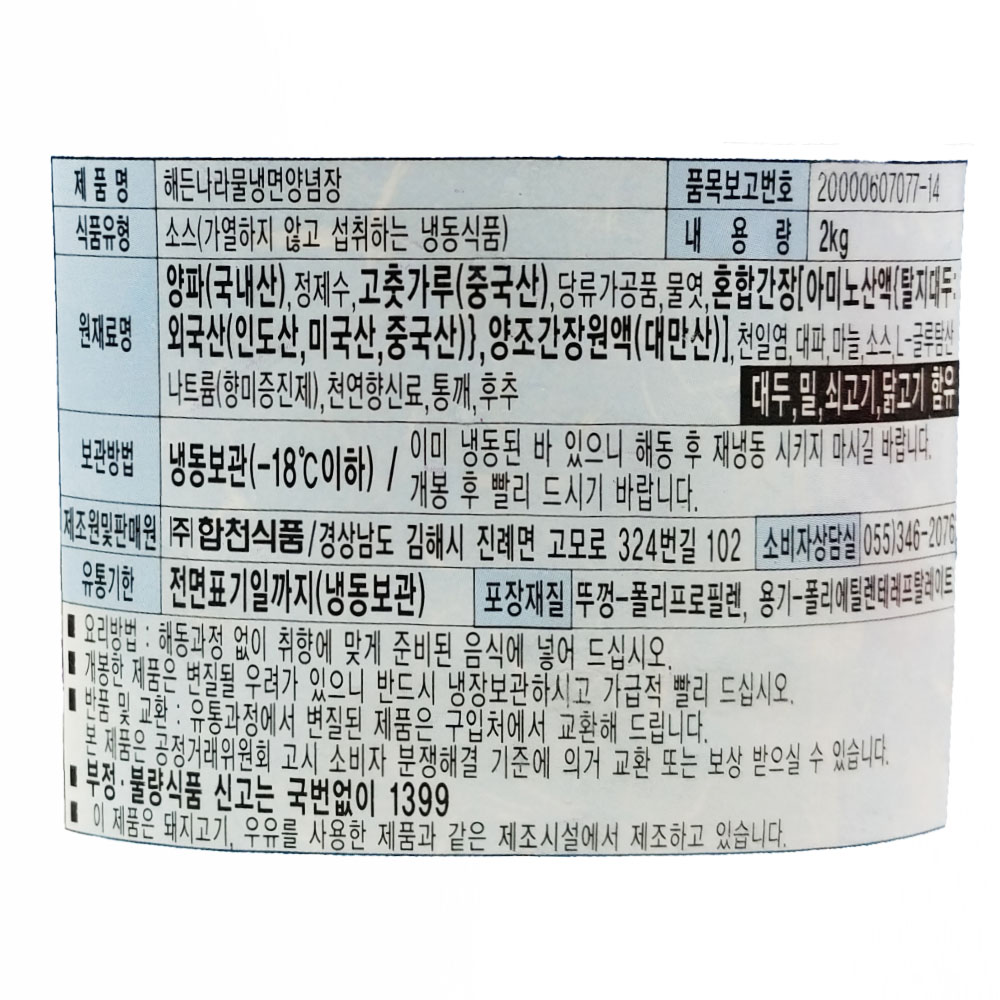 제품명 해든나라물냉면양념장 품목보고번호 20000607077-14
식품유형 소스(가열하지 않고 섭취하는 냉동식품) 내용량 2kg
원재료명 양파(국내산),정제수,고춧가루(중국산),당류가공품,물엿,혼합간장[아미노산액{탈지대두:
외국산(인도산,미국산,중국산)},양조간장원액(대만산)],천일염,대파,마늘,소스,L-글루탐산
나트륨(향미증진제),천연향신료,통깨,후추 대두,밀,쇠고기,닭고기 함유
보관방법 냉동보관(-18℃이하) / 이미 냉동된 바 있으니 해동 후 재냉동 시키지 마시길 바랍니다.
개봉 후 빨리 드시기 바랍니다.
제조원및판매원 (주)합천식품/경상남도 김해시 진례면 고모로 324번길 102 소비자상담실 055)346-2076
유통기한 전면표기일까지(냉동보관) 포장재질 뚜껑-폴리프로필렌, 용기-폴리에틸렌테레프탈레이트
▮ 요리방법 : 해동과정 없이 취향에 맞게 준비된 음식에 넣어 드십시오.
▮ 개봉한 제품은 변질될 우려가 있으니 반드시 냉장보관하시고 가급적 빨리 드십시오.
▮ 반품 및 교환 : 유통과정에서 변질된 제품은 구입처에서 교환해 드립니다.
본 제품은 공정거래위원회 고시 소비자 분쟁해결 기준에 의거 교환 또는 보상 받으실 수 있습니다.
▮ 부정·불량식품 신고는 국번없이 1399
▮ 이 제품은 돼지고기, 우유를 사용한 제품과 같은 제조시설에서 제조하고 있습니다.